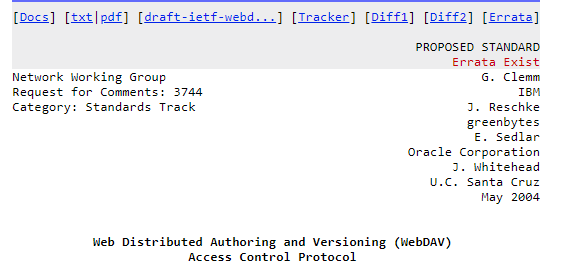 [Docs] [txt|pdf] [draft-ietf-webd...] [Tracker] [Diff1] [Diff2] [Errata]
PROPOSED STANDARD
Errata Exist
Network Working Group G. Clemm
Request for Comments: 3744 IBM
Category: Standards Track J. Reschke
greenbytes
E. Sedlar
Oracle Corporation
J. Whitehead
U.C. Santa Cruz
May 2004
Web Distributed Authoring and Versioning (WebDAV)
Access Control Protocol